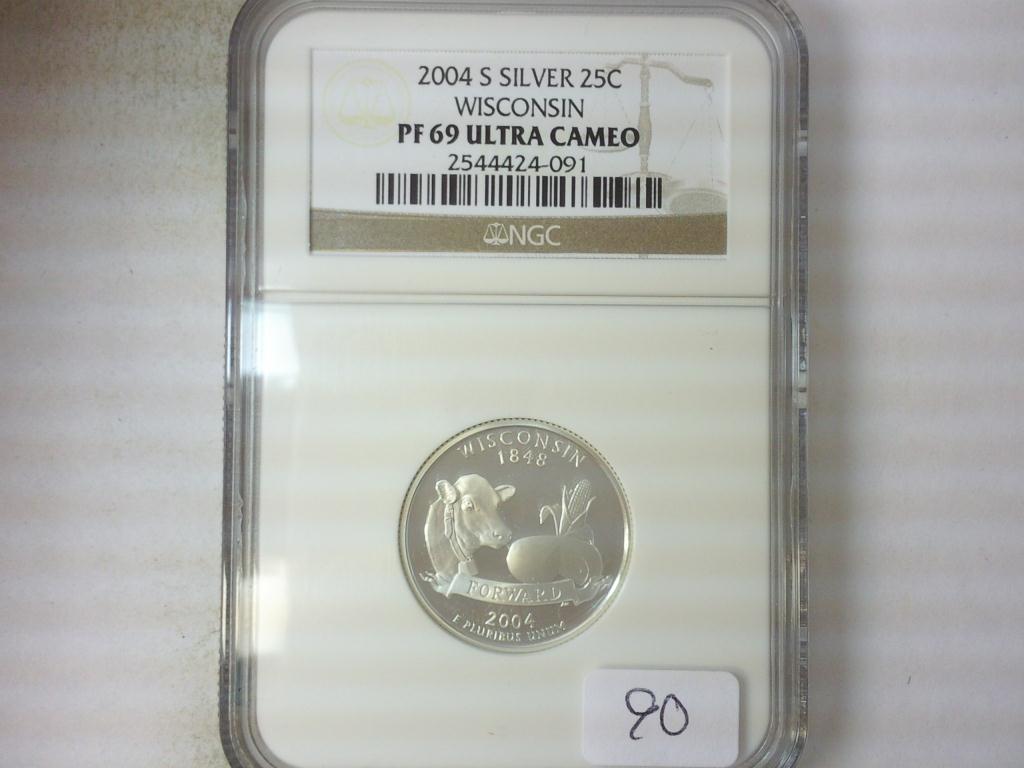 2004 S SILVER 25C
WISCONSIN
PF 69 ULTRA CAMEO
2544424-091
NGC
WISCONSIN
1848
FORWARD
2004
E PLURIBUS UNUM
90